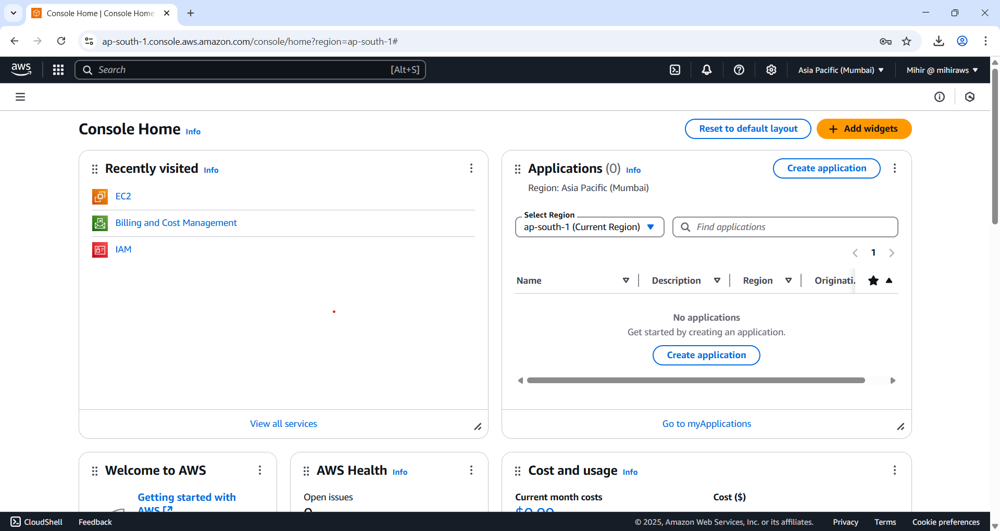 Console Home | Console Home
ap-south-1.console.aws.amazon.com/console/home?region=ap-south-1#
aws
Search [Alt+S]
Asia Pacific (Mumbai)
Mihir @ mihiraws
Console Home Info
Reset to default layout
Add widgets
Recently visited Info
EC2
Billing and Cost Management
IAM
View all services
Applications (0) Info
Create application
Region: Asia Pacific (Mumbai)
Select Region
ap-south-1 (Current Region)
Find applications
1
Name Description Region Originati.
No applications
Get started by creating an application.
Create application
Go to myApplications
Welcome to AWS
Getting started with
AWS
AWS Health Info
Open issues
0
Cost and usage Info
Current month costs
$0.00
Cost ($)
CloudShell Feedback
© 2025, Amazon Web Services, Inc. or its affiliates. Privacy Terms Cookie preferences